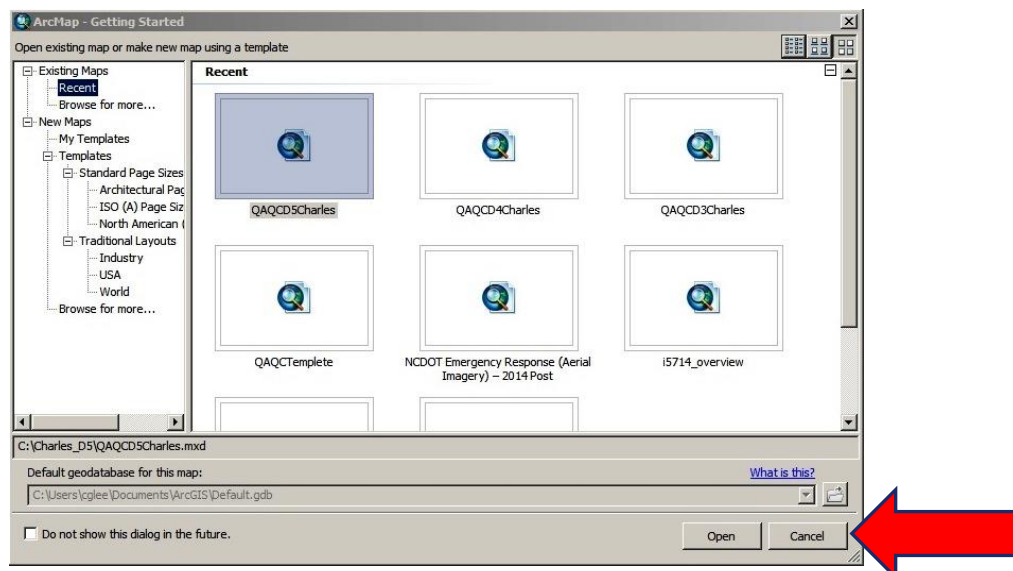 ArcMap - Getting Started
Open existing map or make new map using a template
Existing Maps
Recent
Browse for more...
New Maps
My Templates
Templates
Standard Page Sizes
Architectural Pag
ISO (A) Page Siz
North American (
Traditional Layouts
Industry
USA
World
Browse for more...
Recent
QAQCD5Charles
QAQCD4Charles
QAQCD3Charles
QAQCTemplete
NCDOT Emergency Response (Aerial
Imagery) – 2014 Post
i5714_overview
C:\Charles_D5\QAQCD5Charles.mxd
Default geodatabase for this map:
What is this?
C:\Users\cglee\Documents\ArcGIS\Default.gdb
Do not show this dialog in the future.
Open
Cancel